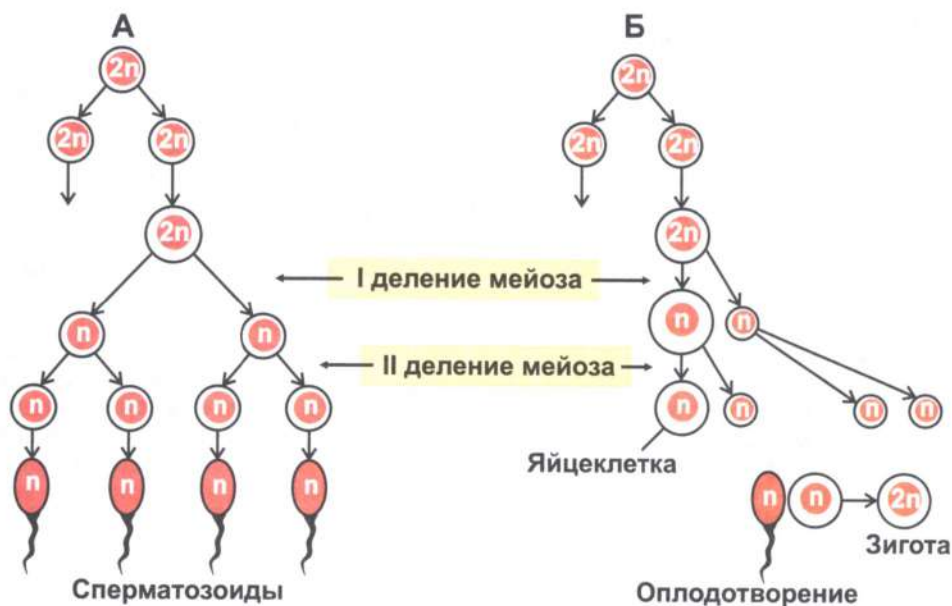 А
Б
2n
2n
2n
2n
2n
2n
2n
2n
I деление мейоза
n
n
n
n
II деление мейоза
n
n
n
n
n
n
n
n
Яйцеклетка
n
n
n
n
n
n
2n
Зигота
Сперматозоиды
Оплодотворение